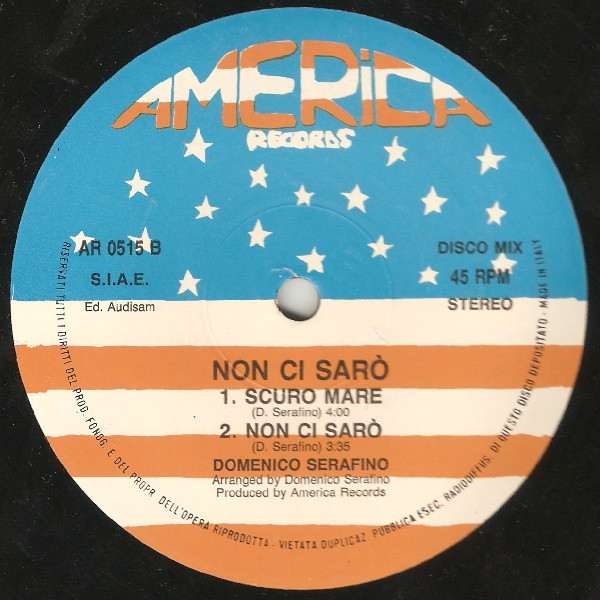 AMERICA
RECORDS
AR 0515 B
S.I.A.E.
Ed. Audisam
DISCO MIX
45 RPM
STEREO
NON CI SARÒ
1. SCURO MARE
(D. Serafino) 4:00
2. NON CI SARÒ
(D. Serafino) 3:35
DOMENICO SERAFINO
Arranged by Domenico Serafino
Produced by America Records
RISERVATI TUTTI I DIRITTI DEL PROD. FONOG. E DEL PROPR. DELL'OPERA RIPRODOTTA - VIETATA DUPLICAZ. PUBBLICA ESEC. RADIODIFFUS. DI QUESTO DISCO DEPOSITATO - MADE IN ITALY